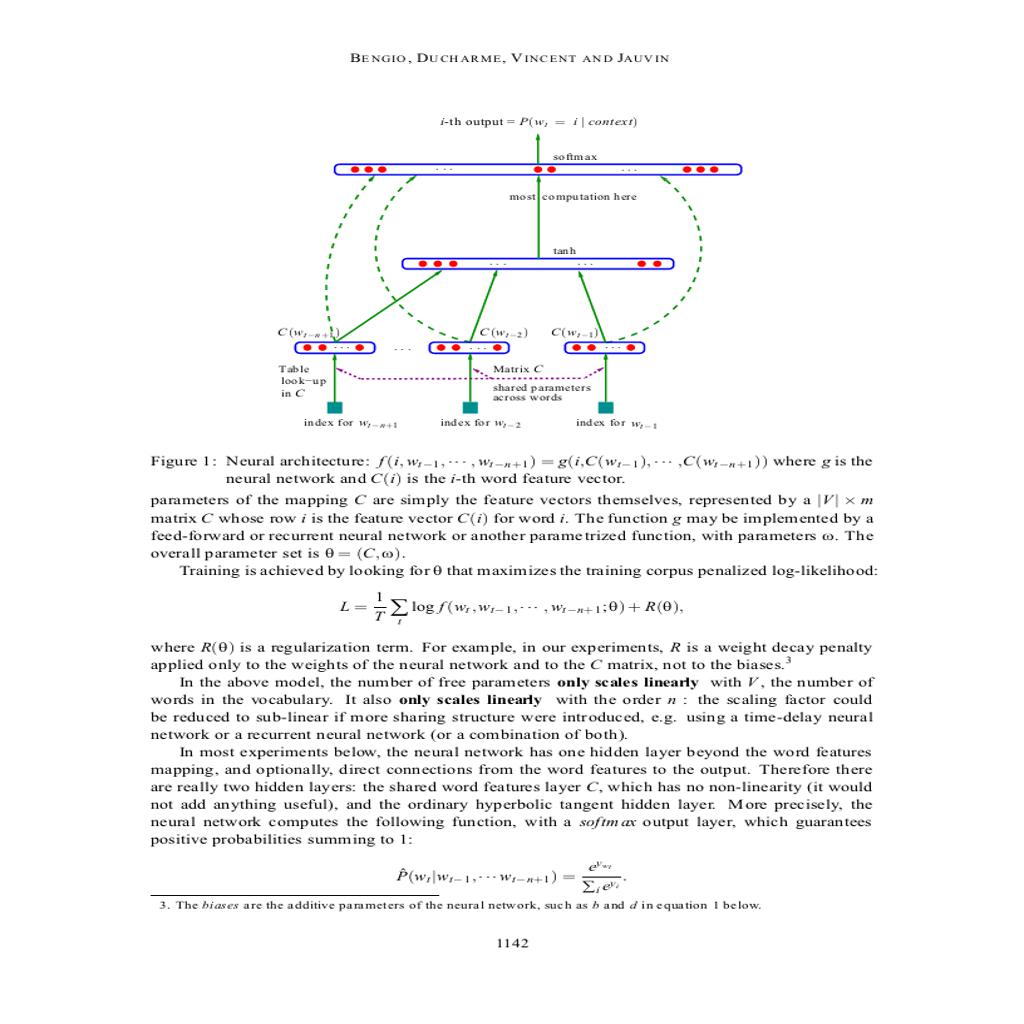 BENGIO, DUCHARME, VINCENT AND JAUVIN
i-th output = P(w_t = i | context)
softmax
. . .
. . .
most computation here
tanh
. . .
. . .
C(w_{t−n+1})
C(w_{t−2})
C(w_{t−1})
. . .
. . .
. . .
. . .
Table
look−up
in C
Matrix C
shared parameters
across words
index for w_{t−n+1}
index for w_{t−2}
index for w_{t−1}
Figure 1: Neural architecture: f(i, w_{t−1}, ··· , w_{t−n+1}) = g(i, C(w_{t−1}), ··· , C(w_{t−n+1})) where g is the
neural network and C(i) is the i-th word feature vector.
parameters of the mapping C are simply the feature vectors themselves, represented by a |V| × m
matrix C whose row i is the feature vector C(i) for word i. The function g may be implemented by a
feed-forward or recurrent neural network or another parametrized function, with parameters ω. The
overall parameter set is θ = (C, ω).
Training is achieved by looking for θ that maximizes the training corpus penalized log-likelihood:
L = \frac{1}{T} ∑_t log f(w_t, w_{t−1}, ··· , w_{t−n+1}; θ) + R(θ),
where R(θ) is a regularization term. For example, in our experiments, R is a weight decay penalty
applied only to the weights of the neural network and to the C matrix, not to the biases.³
In the above model, the number of free parameters only scales linearly with V, the number of
words in the vocabulary. It also only scales linearly with the order n : the scaling factor could
be reduced to sub-linear if more sharing structure were introduced, e.g. using a time-delay neural
network or a recurrent neural network (or a combination of both).
In most experiments below, the neural network has one hidden layer beyond the word features
mapping, and optionally, direct connections from the word features to the output. Therefore there
are really two hidden layers: the shared word features layer C, which has no non-linearity (it would
not add anything useful), and the ordinary hyperbolic tangent hidden layer. More precisely, the
neural network computes the following function, with a softmax output layer, which guarantees
positive probabilities summing to 1:
P̂(w_t|w_{t−1}, ··· w_{t−n+1}) = \frac{e^{y_{w_t}}}{∑_i e^{y_i}}.
3. The biases are the additive parameters of the neural network, such as b and d in equation 1 below.
1142